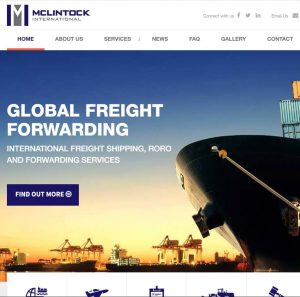 MCLINTOCK
INTERNATIONAL
Connect with us Email Us
HOME ABOUT US SERVICES NEWS FAQ GALLERY CONTACT
GLOBAL FREIGHT
FORWARDING
INTERNATIONAL FREIGHT SHIPPING, RORO
AND FORWARDING SERVICES
FIND OUT MORE